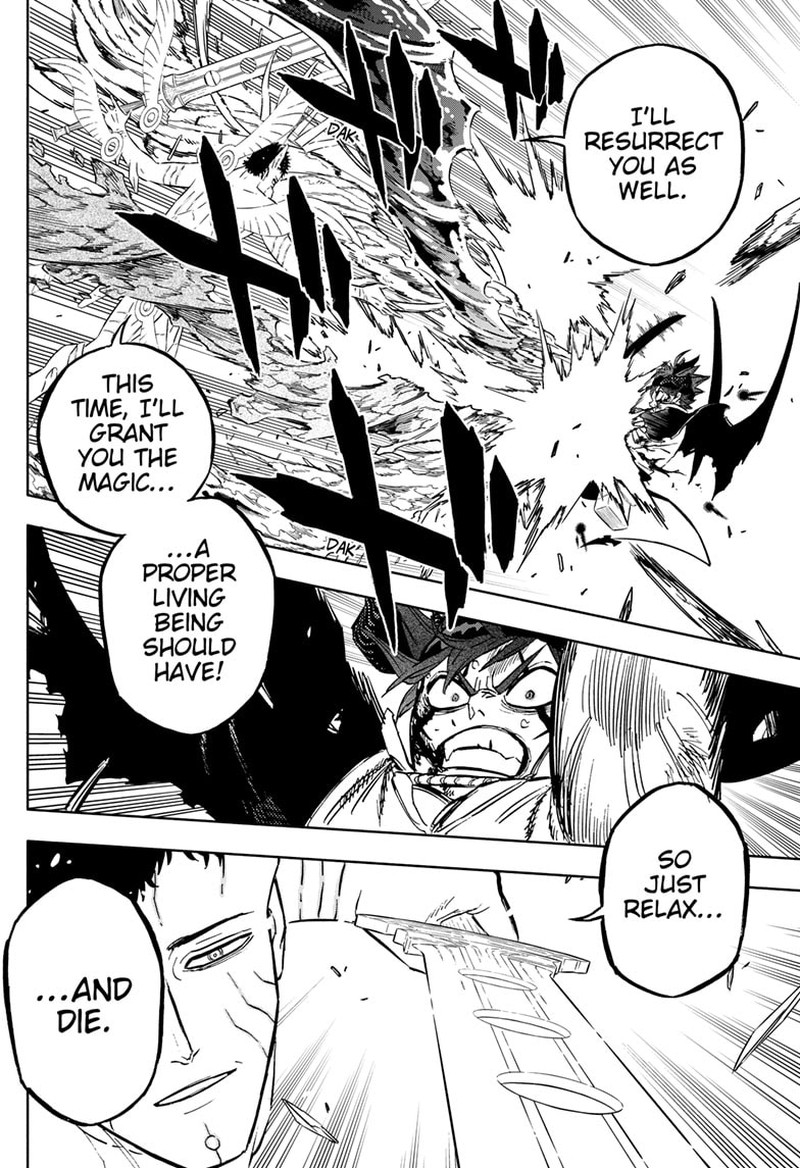 I'LL
RESURRECT
YOU AS
WELL.
DAK
THIS
TIME, I'LL
GRANT
YOU THE
MAGIC...
...A
PROPER
LIVING
BEING
SHOULD
HAVE!
DAK
SO
JUST
RELAX...
...AND
DIE.